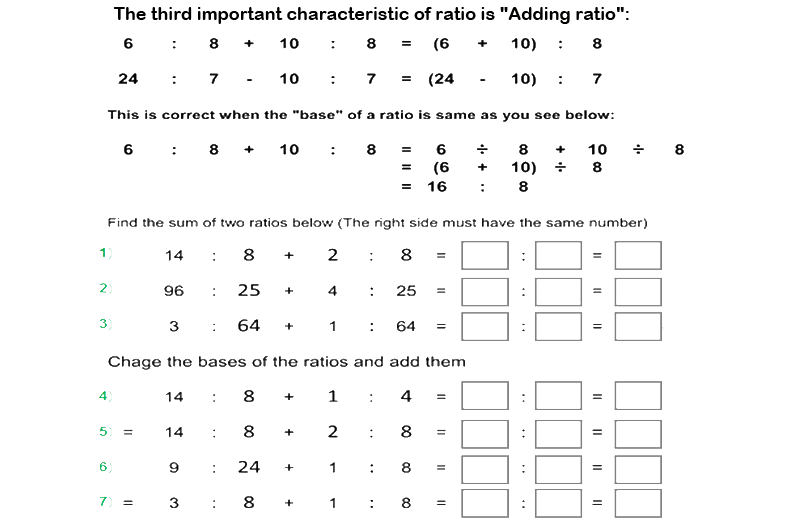 The third important characteristic of ratio is "Adding ratio":
6 : 8 + 10 : 8 = (6 + 10) : 8
24 : 7 - 10 : 7 = (24 - 10) : 7
This is correct when the "base" of a ratio is same as you see below:
6 : 8 + 10 : 8 = 6 ÷ 8 + 10 ÷ 8
= (6 + 10) ÷ 8
= 16 : 8
Find the sum of two ratios below (The right side must have the same number)
1) 14 : 8 + 2 : 8 = : =
2) 96 : 25 + 4 : 25 = : =
3) 3 : 64 + 1 : 64 = : =
Chage the bases of the ratios and add them
4) 14 : 8 + 1 : 4 = : =
5) = 14 : 8 + 2 : 8 = : =
6) 9 : 24 + 1 : 8 = : =
7) = 3 : 8 + 1 : 8 = : =